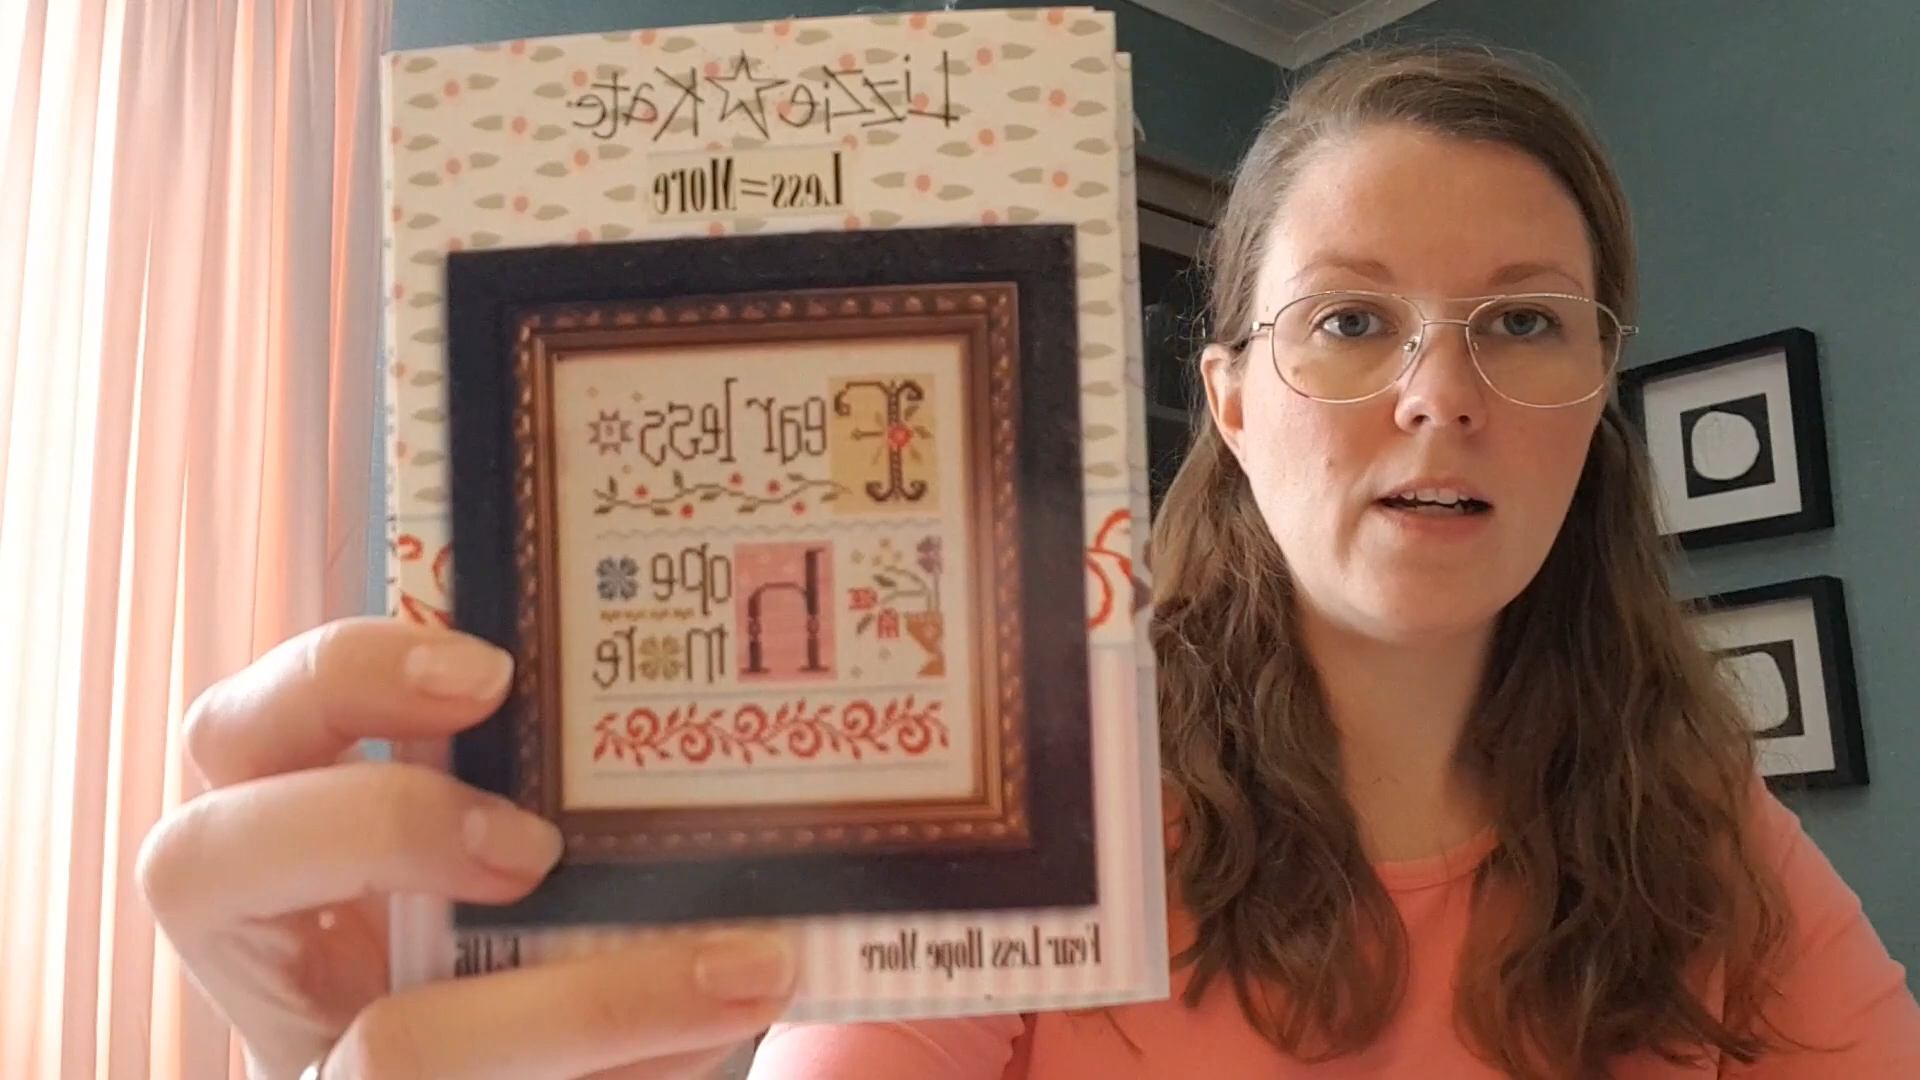 Lizzie Kate
Less=More
Fear less
Hope
more
Fear Less Hope More